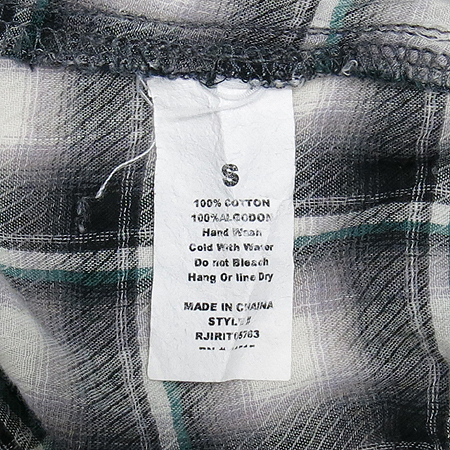 S
100% COTTON
100%ALGODON
Hand Wash
Cold With Water
Do not Bleach
Hang Or line Dry
MADE IN CHAINA
STYLE#